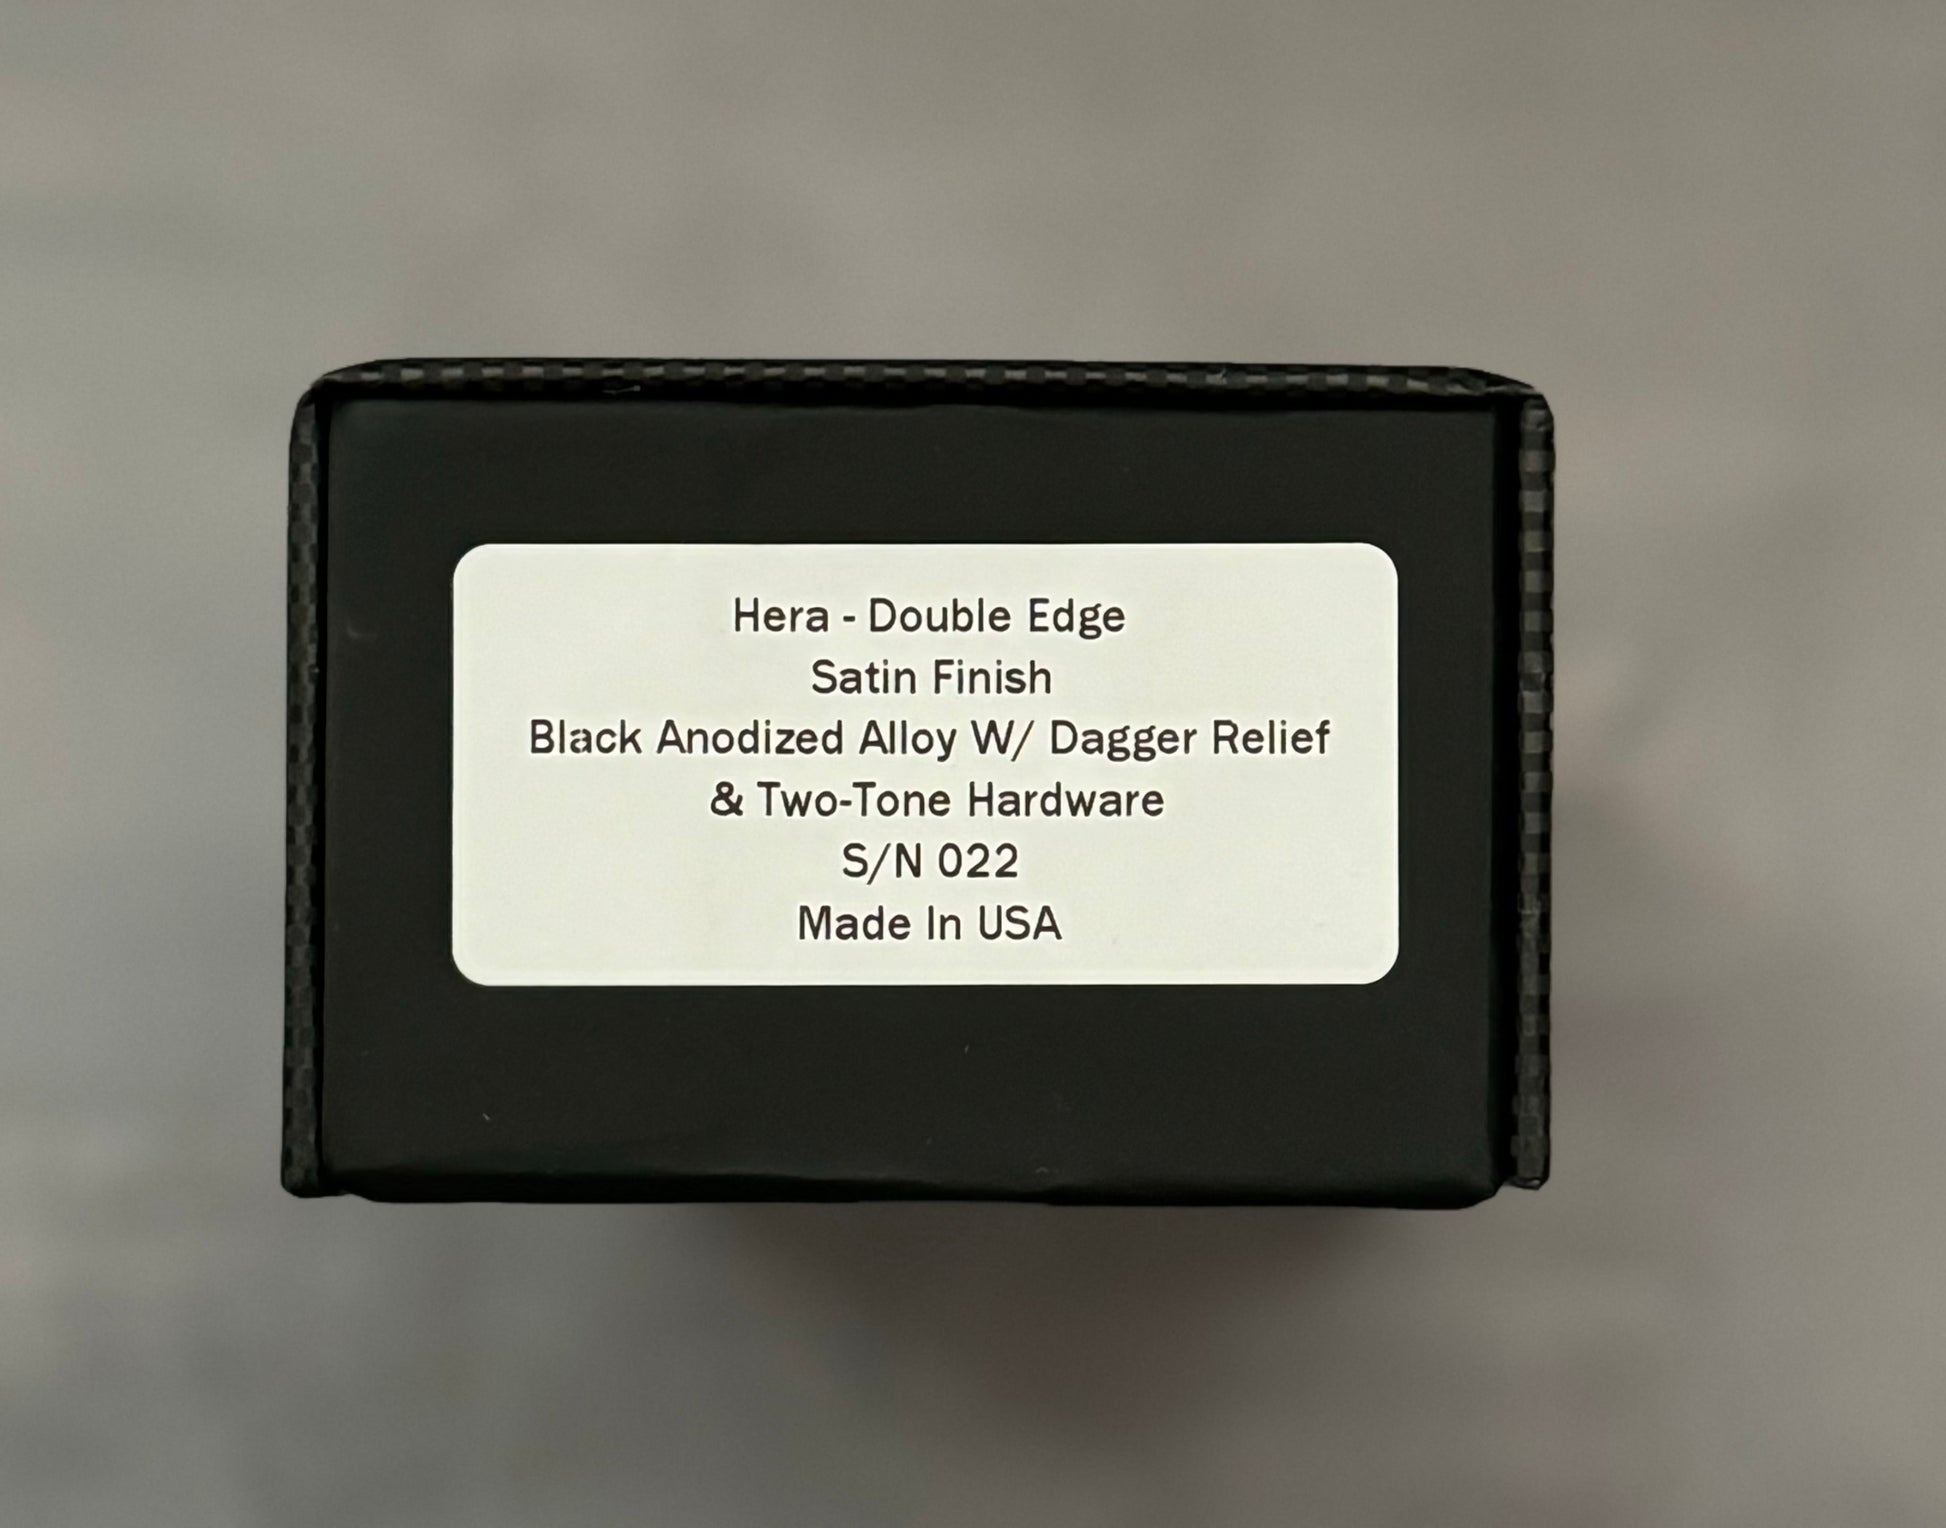 Hera - Double Edge
Satin Finish
Black Anodized Alloy W/ Dagger Relief
& Two-Tone Hardware
S/N 022
Made In USA